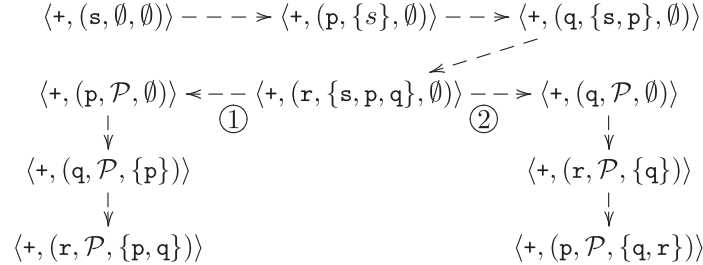 ⟨+, (s, ∅, ∅)⟩ ⟨+, (p, {s}, ∅)⟩ ⟨+, (q, {s, p}, ∅)⟩
⟨+, (p, 𝒫, ∅)⟩ ⟨+, (r, {s, p, q}, ∅)⟩ ⟨+, (q, 𝒫, ∅)⟩
① ②
⟨+, (q, 𝒫, {p})⟩ ⟨+, (r, 𝒫, {q})⟩
⟨+, (r, 𝒫, {p, q})⟩ ⟨+, (p, 𝒫, {q, r})⟩